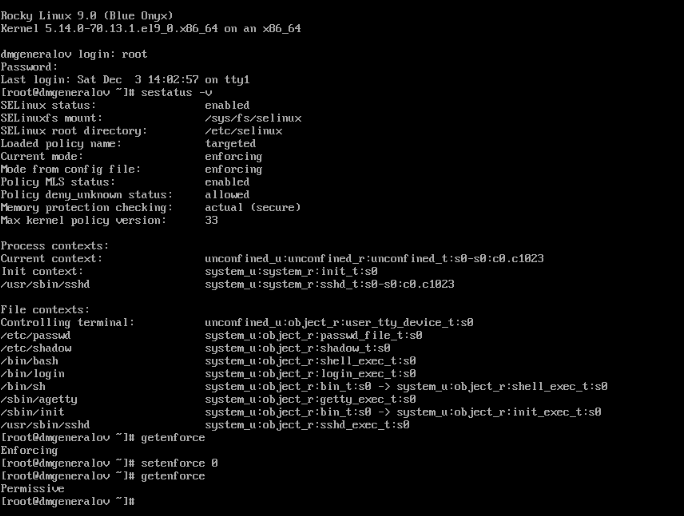 Rocky Linux 9.0 (Blue Onyx)
Kernel 5.14.0-70.13.1.el9_0.x86_64 on an x86_64
dmgeneralov login: root
Password:
Last login: Sat Dec  3 14:02:57 on tty1
[root@dmgeneralov ~]# sestatus -v
SELinux status:                 enabled
SELinuxfs mount:                /sys/fs/selinux
SELinux root directory:         /etc/selinux
Loaded policy name:             targeted
Current mode:                   enforcing
Mode from config file:          enforcing
Policy MLS status:              enabled
Policy deny_unknown status:     allowed
Memory protection checking:     actual (secure)
Max kernel policy version:      33
Process contexts:
Current context:                unconfined_u:unconfined_r:unconfined_t:s0-s0:c0.c1023
Init context:                   system_u:system_r:init_t:s0
/usr/sbin/sshd                  system_u:system_r:sshd_t:s0-s0:c0.c1023
File contexts:
Controlling terminal:           unconfined_u:object_r:user_tty_device_t:s0
/etc/passwd                     system_u:object_r:passwd_file_t:s0
/etc/shadow                     system_u:object_r:shadow_t:s0
/bin/bash                       system_u:object_r:shell_exec_t:s0
/bin/login                      system_u:object_r:login_exec_t:s0
/bin/sh                         system_u:object_r:bin_t:s0 -> system_u:object_r:shell_exec_t:s0
/sbin/agetty                    system_u:object_r:getty_exec_t:s0
/sbin/init                      system_u:object_r:bin_t:s0 -> system_u:object_r:init_exec_t:s0
/usr/sbin/sshd                  system_u:object_r:sshd_exec_t:s0
[root@dmgeneralov ~]# getenforce
Enforcing
[root@dmgeneralov ~]# setenforce 0
[root@dmgeneralov ~]# getenforce
Permissive
[root@dmgeneralov ~]#